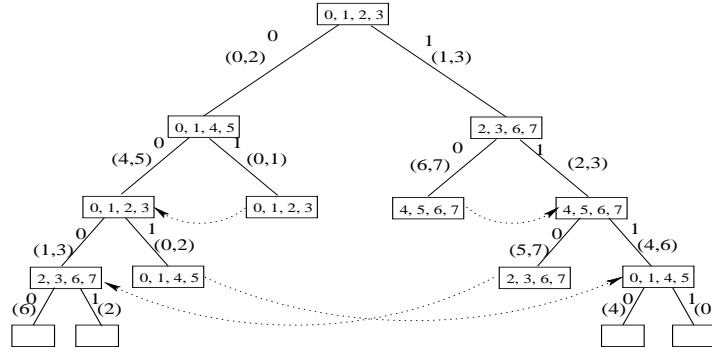 0, 1, 2, 3
0 1
(0,2) (1,3)
0, 1, 4, 5 2, 3, 6, 7
0 1 0 1
(4,5) (0,1) (6,7) (2,3)
0, 1, 2, 3 0, 1, 2, 3 4, 5, 6, 7 4, 5, 6, 7
0 1 0 1
(1,3) (0,2) (5,7) (4,6)
2, 3, 6, 7 0, 1, 4, 5 2, 3, 6, 7 0, 1, 4, 5
0 1 0 1
(6) (2) (4) (0